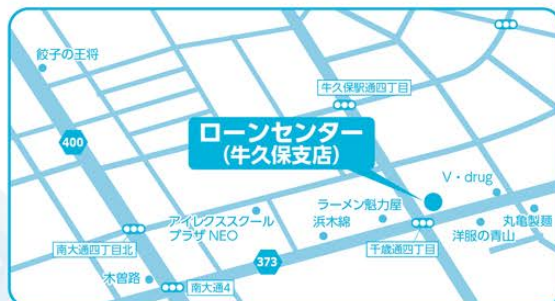 餃子の王将
牛久保駅通四丁目
400
ローンセンター
(牛久保支店)
V・drug
ラーメン魁力屋
アイレクススクール
プラザ NEO
浜木綿
丸亀製麺
洋服の青山
千歳通四丁目
南大通四丁目北
373
木曽路
南大通4